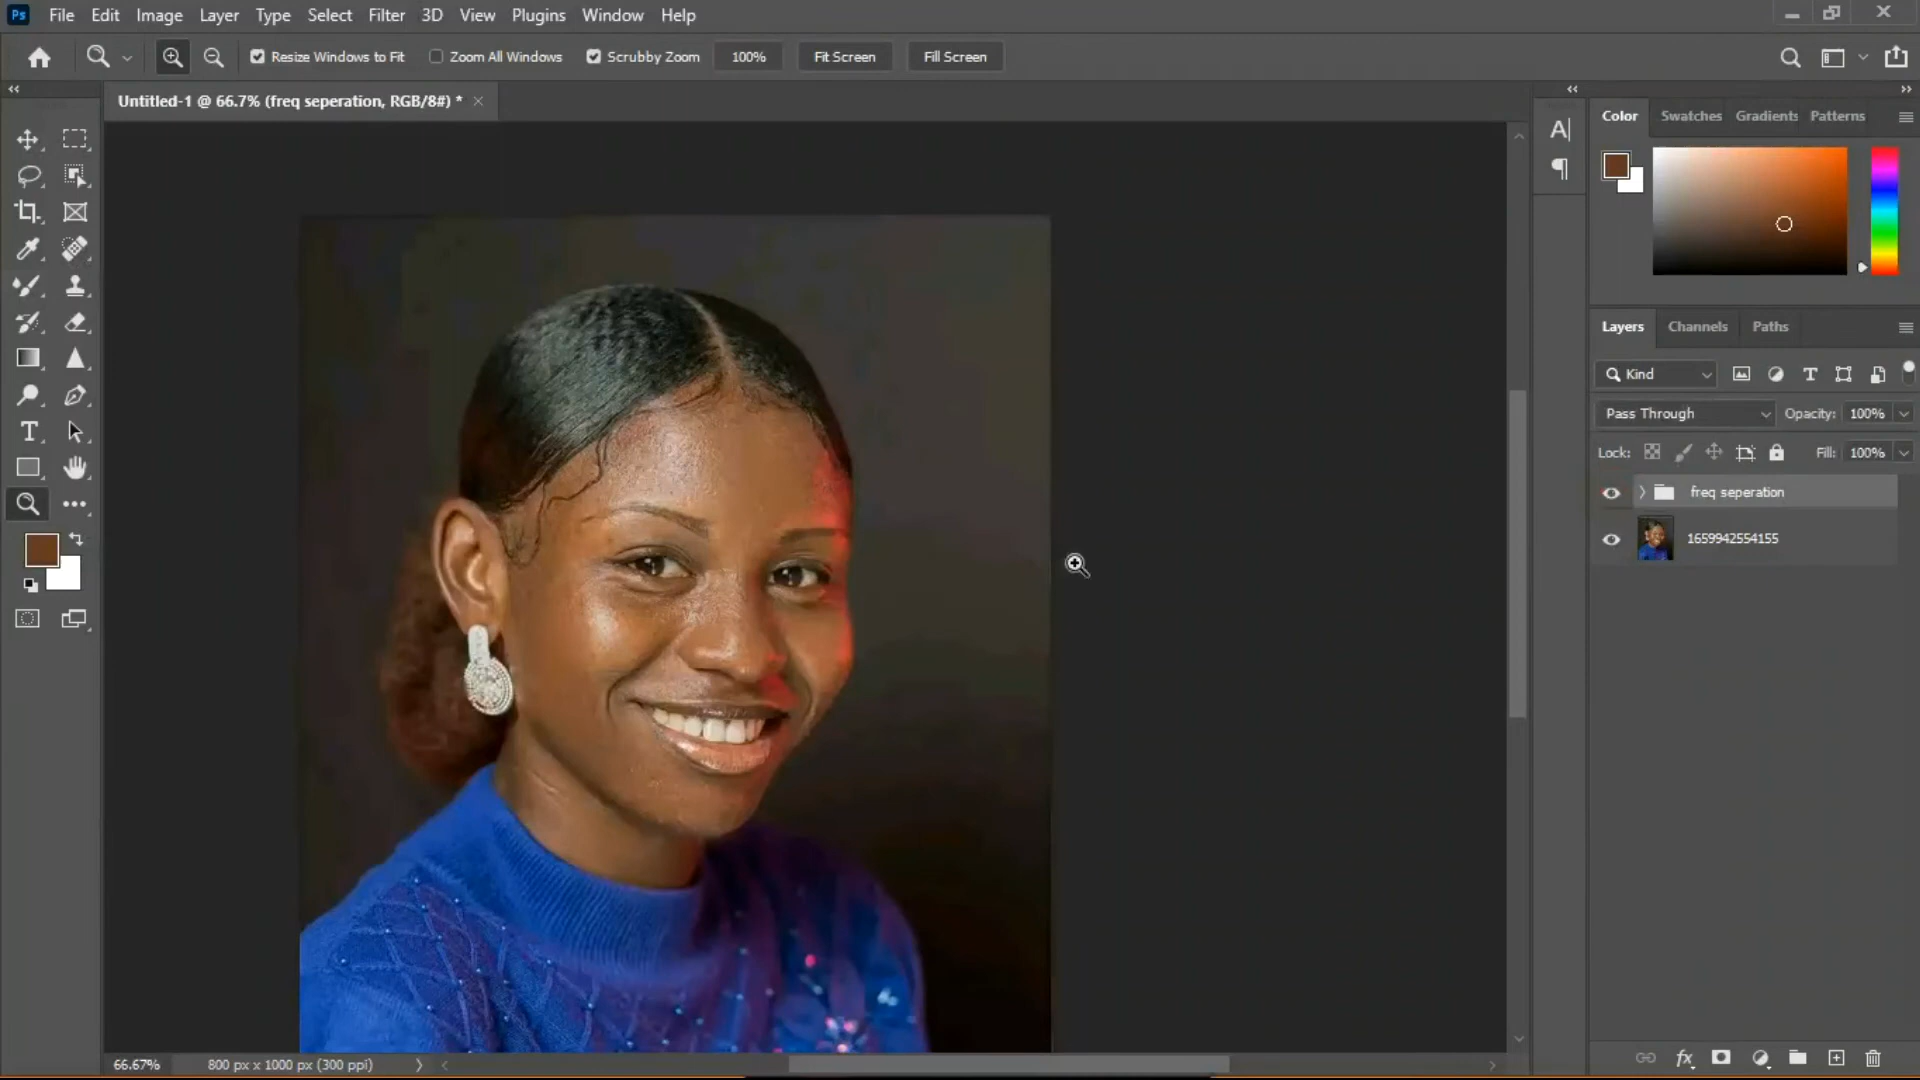 Ps File Edit Image Layer Type Select Filter 3D View Plugins Window Help
Resize Windows to Fit Zoom All Windows Scrubby Zoom 100% Fit Screen Fill Screen
Untitled-1 @ 66.7% (freq seperation, RGB/8#) *
Color Swatches Gradients Patterns
Layers Channels Paths
Kind
Pass Through Opacity: 100%
Lock: Fill: 100%
freq seperation
1659942554155
66.67% 800 px x 1000 px (300 ppi)